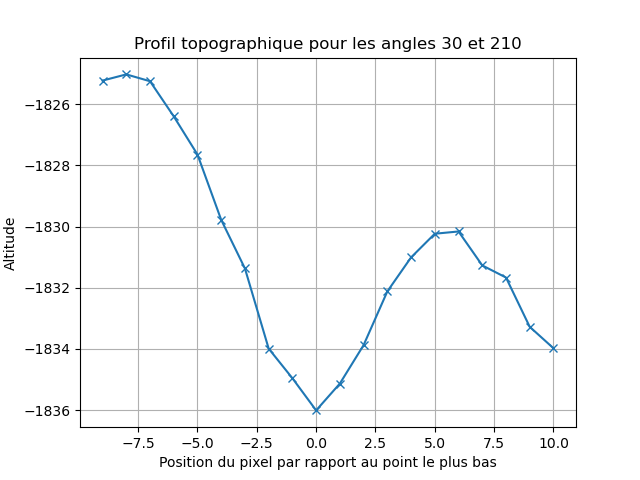 Profil topographique pour les angles 30 et 210
Altitude
−1826
−1828
−1830
−1832
−1834
−1836
−7.5 −5.0 −2.5 0.0 2.5 5.0 7.5 10.0
Position du pixel par rapport au point le plus bas